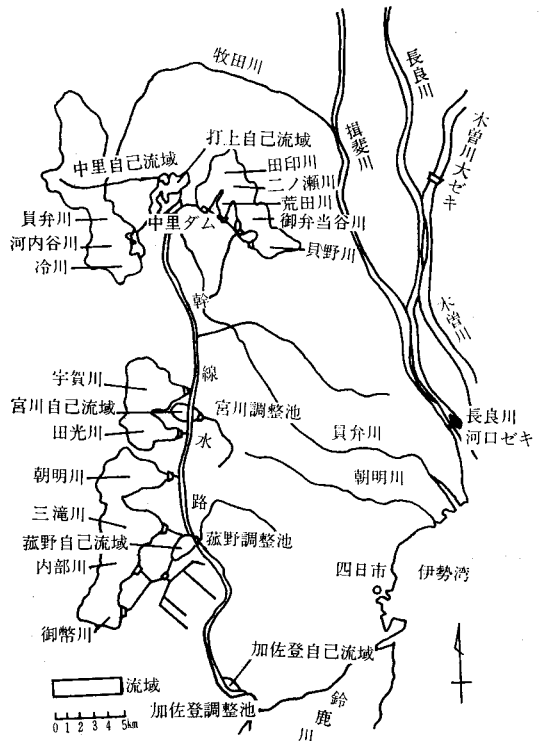 牧田川
長良川
揖斐川
木曽川大ゼキ
木曽川
打上自己流域
中里自己流域
田印川
二ノ瀬川
荒田川
御弁当谷川
貝野川
員弁川
河内谷川
冷川
中里ダム
幹線水路
宇賀川
宮川自己流域
田光川
宮川調整池
員弁川
朝明川
長良川
河口ゼキ
朝明川
三滝川
菰野自己流域
内部川
御幣川
菰野調整池
四日市
伊勢湾
加佐登自己流域
加佐登調整池
鈴鹿川
流域
0 1 2 3 4 5km